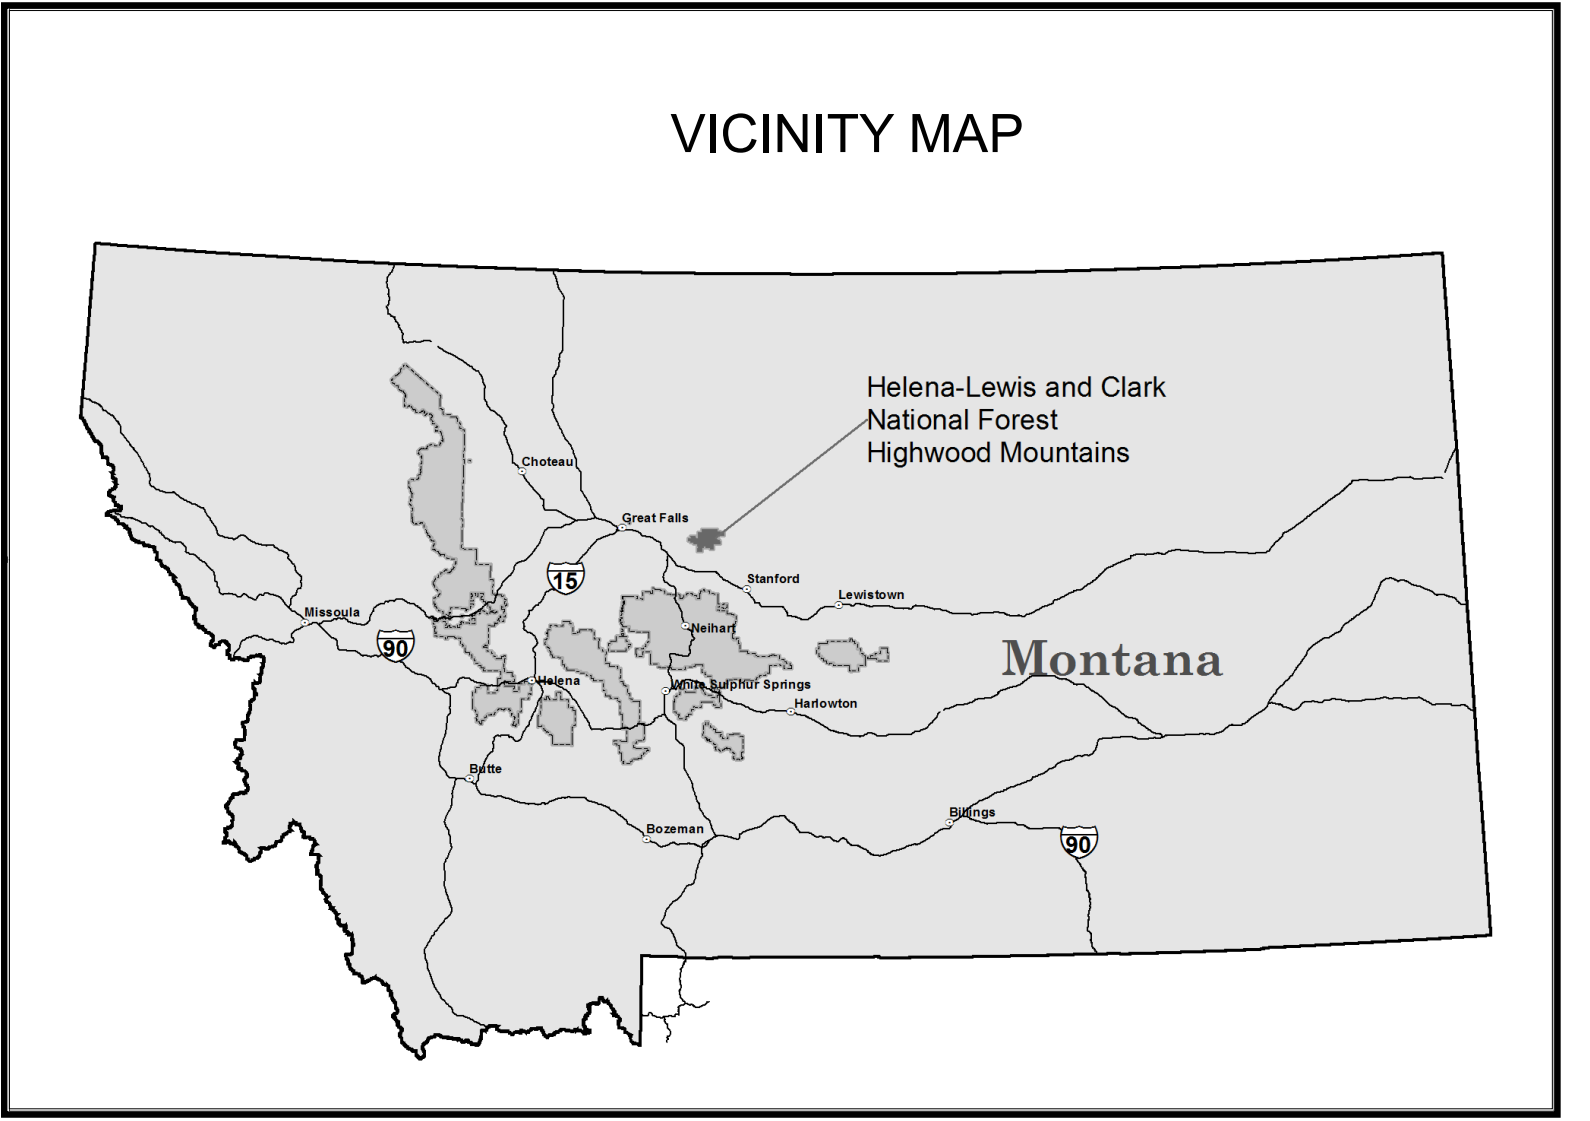 VICINITY MAP
Helena-Lewis and Clark
National Forest
Highwood Mountains
Choteau
Great Falls
15
Stanford
Lewistown
Missoula
Neihart
90
Montana
Helena
White Sulphur Springs
Harlowton
Butte
Billings
Bozeman
90